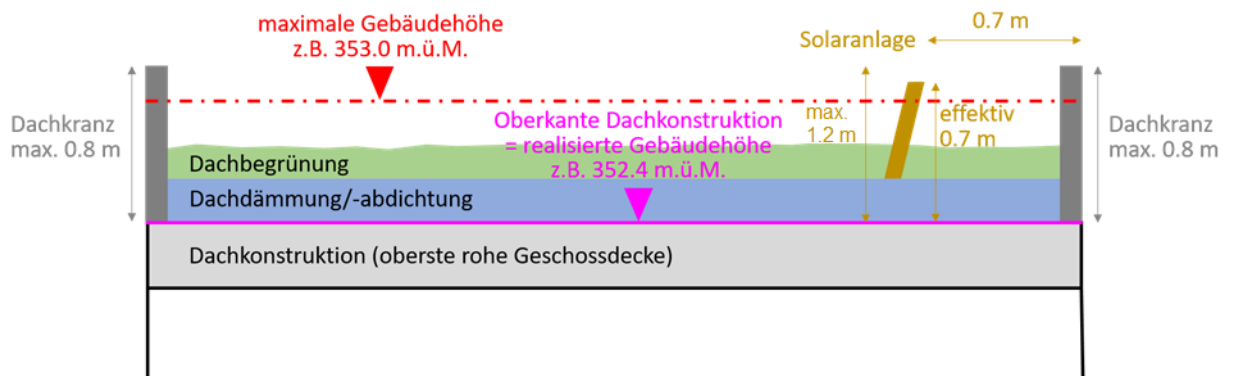 maximale Gebäudehöhe
z.B. 353.0 m.ü.M.
0.7 m
Solaranlage
Dachkranz
max. 0.8 m
Oberkante Dachkonstruktion
= realisierte Gebäudehöhe
z.B. 352.4 m.ü.M.
max.
1.2 m
effektiv
0.7 m
Dachkranz
max. 0.8 m
Dachbegrünung
Dachdämmung/-abdichtung
Dachkonstruktion (oberste rohe Geschossdecke)